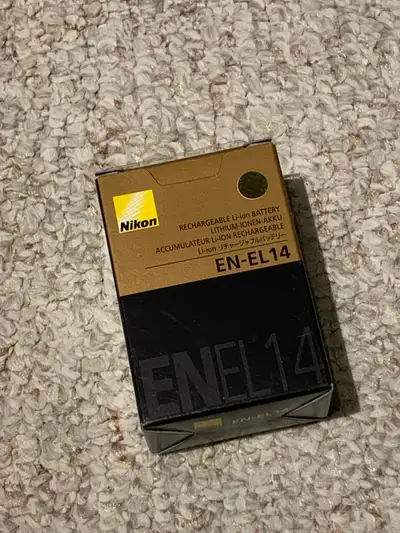 Nikon
RECHARGEABLE Li-ion BATTERY
LITHIUM-IONEN-AKKU
ACCUMULATEUR Li-ION RECHARGEABLE
Li-ion リチャージャブルバッテリー
EN-EL14
ENEL14
EN-EL14